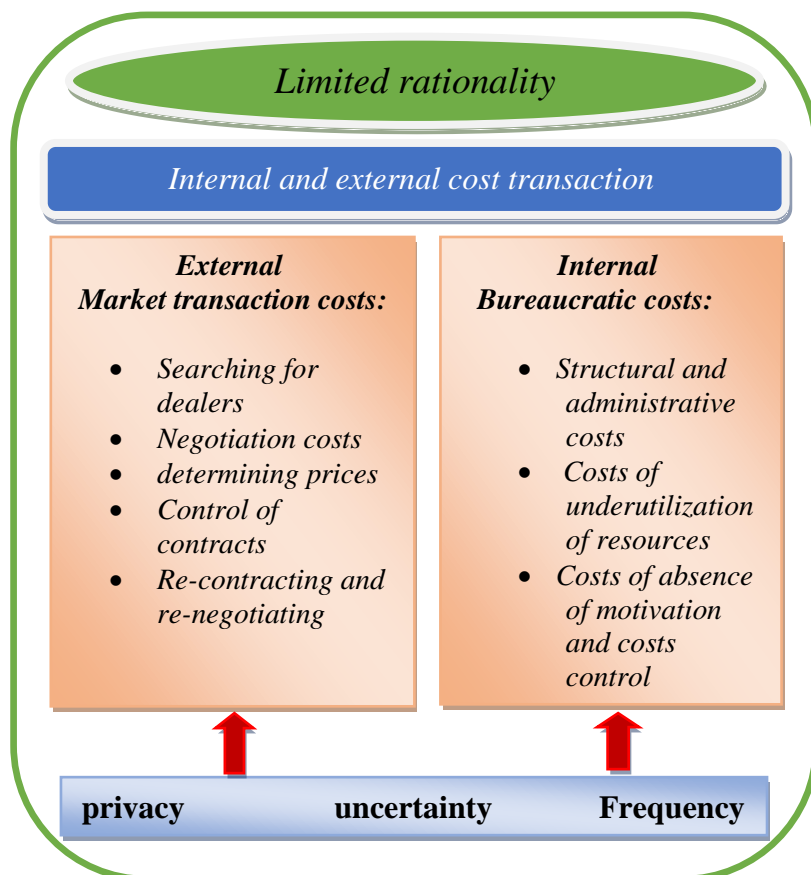 Limited rationality
Internal and external cost transaction
External
Market transaction costs:
• Searching for
dealers
• Negotiation costs
• determining prices
• Control of
contracts
• Re-contracting and
re-negotiating
Internal
Bureaucratic costs:
• Structural and
administrative
costs
• Costs of
underutilization
of resources
• Costs of absence
of motivation
and costs
control
privacy uncertainty Frequency